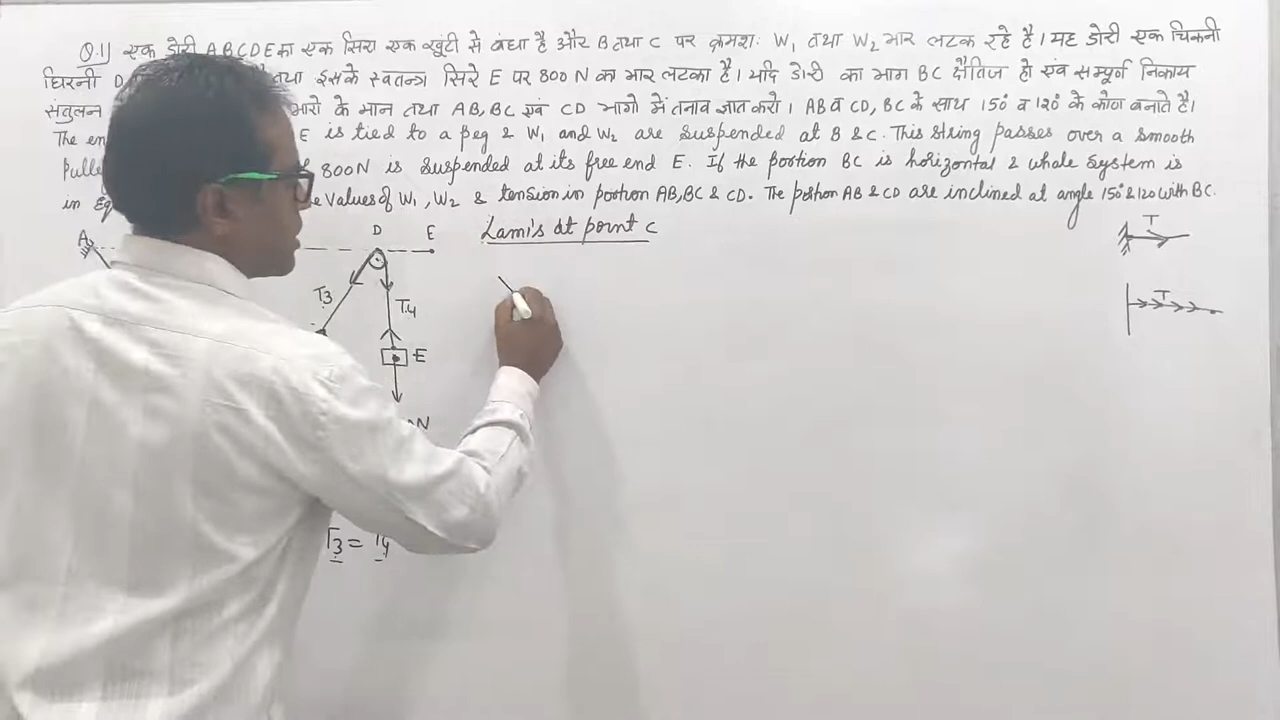 Q.1) एक डोरी ABCDE का एक सिरा एक खूंटी से बंधा है और B तथा C पर क्रमशः W₁ तथा W₂ भार लटक रहे है। यह डोरी एक चिकनी
घिरनी D तथा इसके स्वतन्त्र सिरे E पर 800 N का भार लटका है। यदि डोरी का भाग BC क्षैतिज हो एवं सम्पूर्ण निकाय
संतुलन भारो के मान तथा AB, BC एवं CD भागो में तनाव ज्ञात करो। AB व CD, BC के साथ 150° व 120° के कोण बनाते है।
The en E is tied to a peg & W₁ and W₂ are suspended at B & C. This string passes over a smooth
Pulle 800N is suspended at its free end E. If the portion BC is horizontal & whole system is
in Eq e values of W₁, W₂ & tension in portion AB, BC & CD. The portion AB & CD are inclined at angle 150° & 120 with BC.
Lami's at point C
A D E
T
T3 T4
T
E
N
T3 = T4